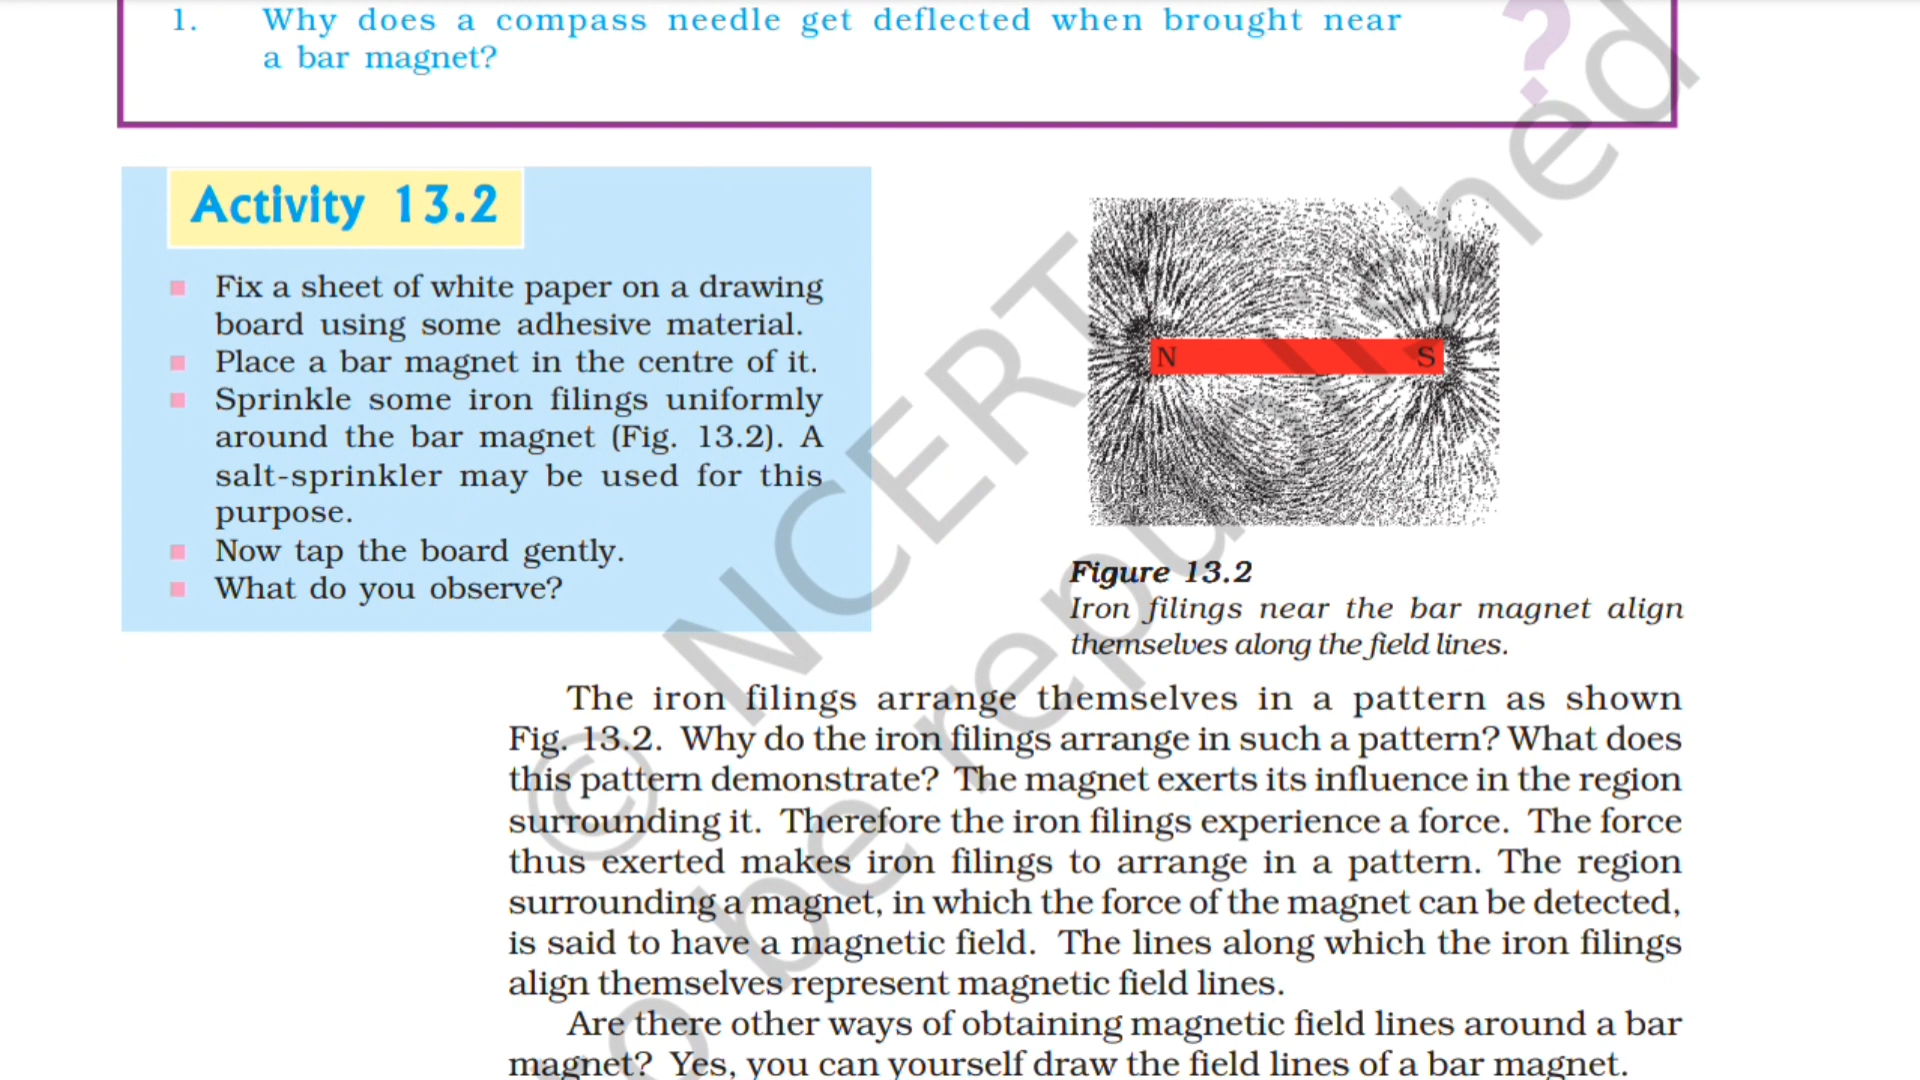 1. Why does a compass needle get deflected when brought near
a bar magnet?
?
Activity 13.2
Fix a sheet of white paper on a drawing
board using some adhesive material.
Place a bar magnet in the centre of it.
Sprinkle some iron filings uniformly
around the bar magnet (Fig. 13.2). A
salt-sprinkler may be used for this
purpose.
Now tap the board gently.
What do you observe?
N S
Figure 13.2
Iron filings near the bar magnet align
themselves along the field lines.
The iron filings arrange themselves in a pattern as shown
Fig. 13.2. Why do the iron filings arrange in such a pattern? What does
this pattern demonstrate? The magnet exerts its influence in the region
surrounding it. Therefore the iron filings experience a force. The force
thus exerted makes iron filings to arrange in a pattern. The region
surrounding a magnet, in which the force of the magnet can be detected,
is said to have a magnetic field. The lines along which the iron filings
align themselves represent magnetic field lines.
Are there other ways of obtaining magnetic field lines around a bar
magnet? Yes, you can yourself draw the field lines of a bar magnet.
© NCERT
be